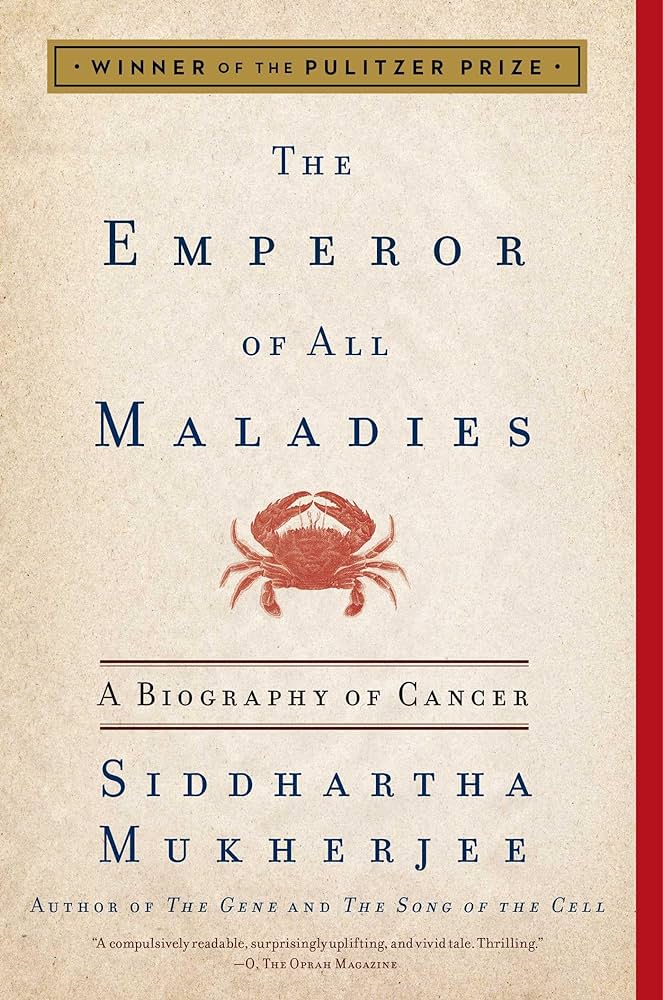 · WINNER OF THE PULITZER PRIZE ·
THE
EMPEROR
OF ALL
MALADIES
A BIOGRAPHY OF CANCER
SIDDHARTHA
MUKHERJEE
AUTHOR OF THE GENE AND THE SONG OF THE CELL
“A compulsively readable, surprisingly uplifting, and vivid tale. Thrilling.”
—O, THE OPRAH MAGAZINE